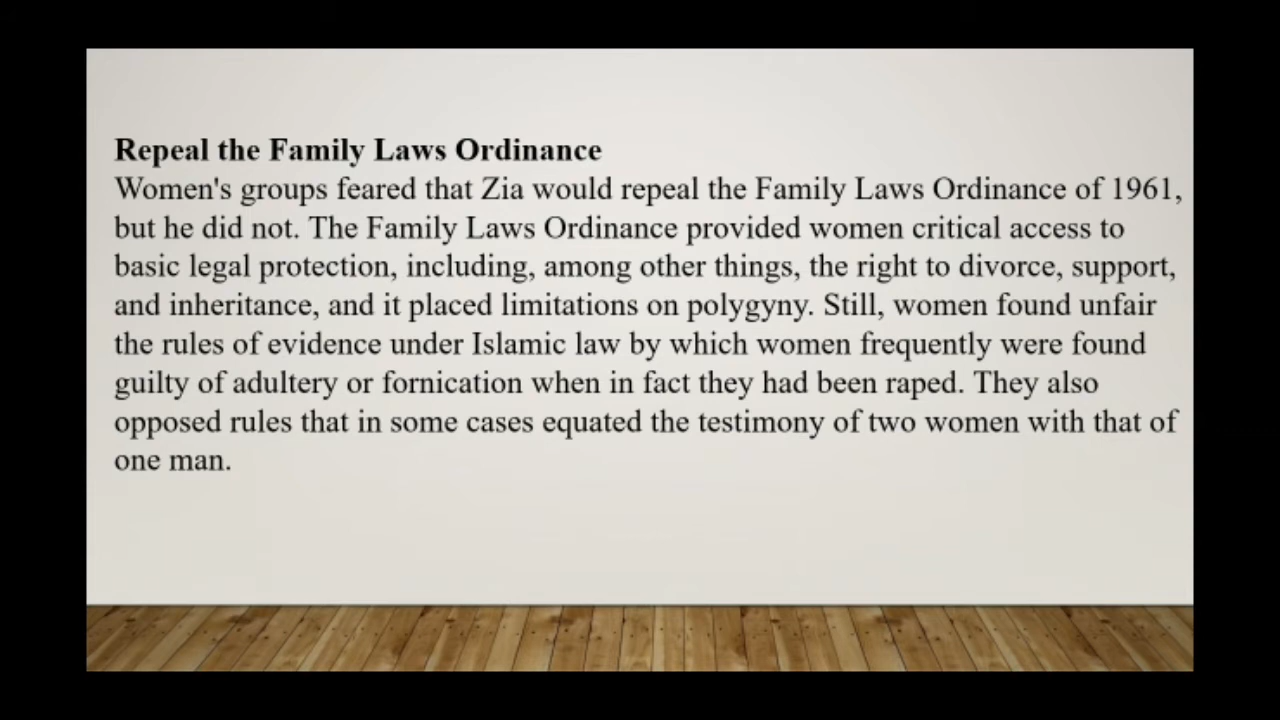 Repeal the Family Laws Ordinance
Women's groups feared that Zia would repeal the Family Laws Ordinance of 1961,
but he did not. The Family Laws Ordinance provided women critical access to
basic legal protection, including, among other things, the right to divorce, support,
and inheritance, and it placed limitations on polygyny. Still, women found unfair
the rules of evidence under Islamic law by which women frequently were found
guilty of adultery or fornication when in fact they had been raped. They also
opposed rules that in some cases equated the testimony of two women with that of
one man.